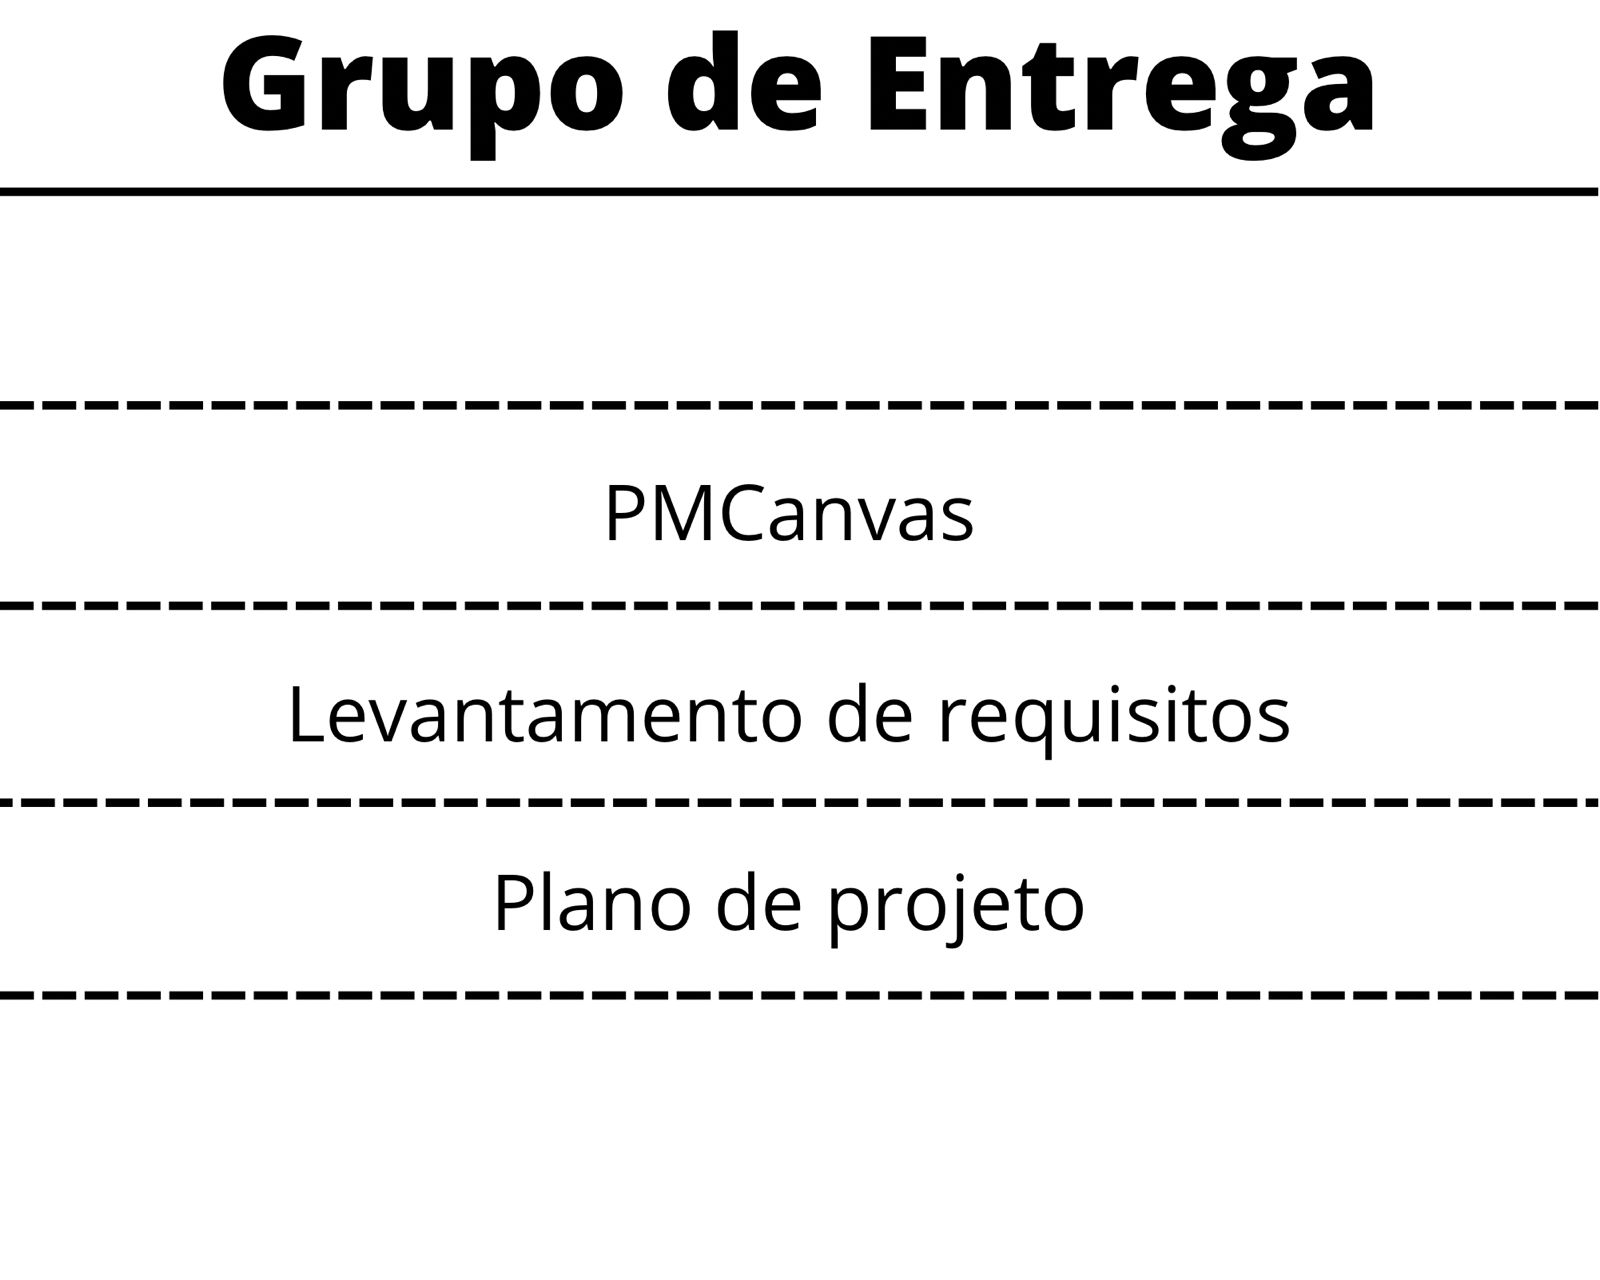 Grupo de Entrega
PMCanvas
Levantamento de requisitos
Plano de projeto